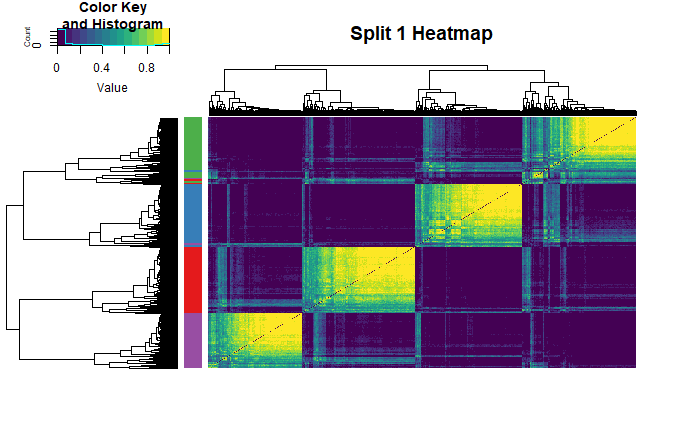 Color Key
and Histogram
Split 1 Heatmap
Count
0
0 0.4 0.8
Value